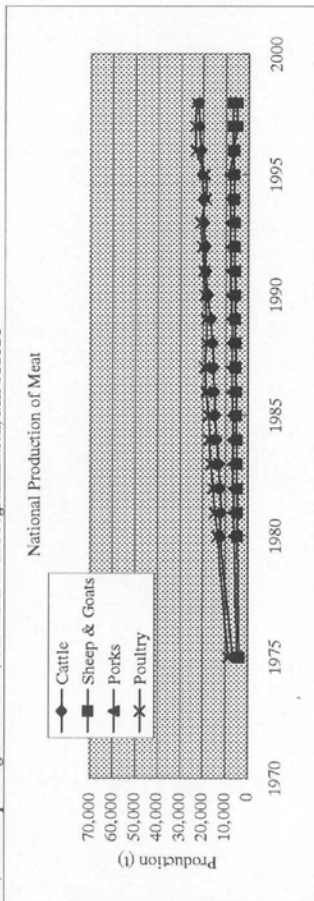 National Production of Meat
Production (t)
70,000
60,000
50,000
40,000
30,000
20,000
10,000
0
1970
1975
1980
1985
1990
1995
2000
Cattle
Sheep & Goats
Porks
Poultry